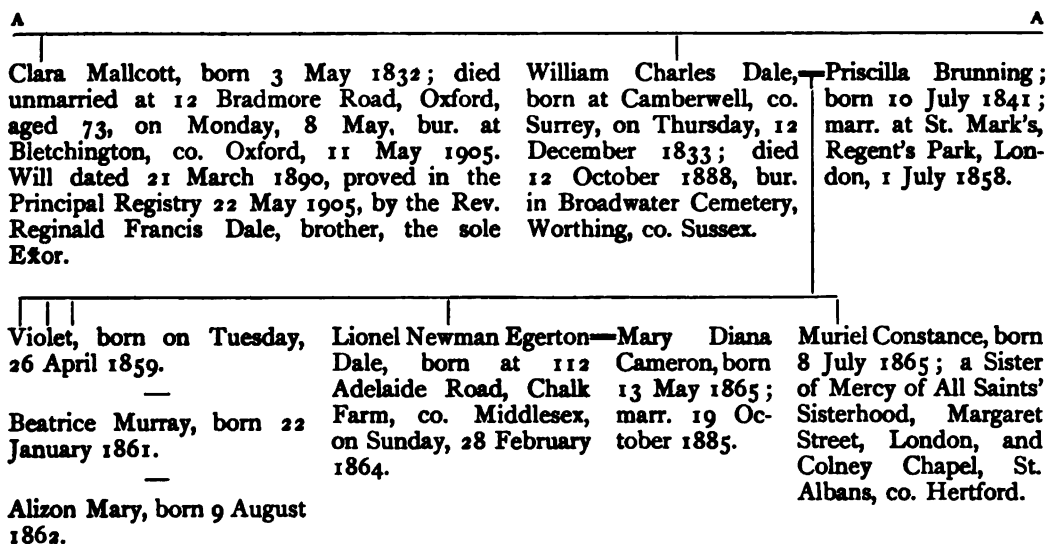 A A
Clara Mallcott, born 3 May 1832; died
unmarried at 12 Bradmore Road, Oxford,
aged 73, on Monday, 8 May, bur. at
Bletchington, co. Oxford, 11 May 1905.
Will dated 21 March 1890, proved in the
Principal Registry 22 May 1905, by the Rev.
Reginald Francis Dale, brother, the sole
Exor.
William Charles Dale,
born at Camberwell, co.
Surrey, on Thursday, 12
December 1833; died
12 October 1888, bur.
in Broadwater Cemetery,
Worthing, co. Sussex.
Priscilla Brunning;
born 10 July 1841;
marr. at St. Mark's,
Regent's Park, Lon-
don, 1 July 1858.
Violet, born on Tuesday,
26 April 1859.
—
Beatrice Murray, born 22
January 1861.
—
Alizon Mary, born 9 August
1862.
Lionel Newman Egerton
Dale, born at 112
Adelaide Road, Chalk
Farm, co. Middlesex,
on Sunday, 28 February
1864.
Mary Diana
Cameron, born
13 May 1865;
marr. 19 Oc-
tober 1885.
Muriel Constance, born
8 July 1865; a Sister
of Mercy of All Saints'
Sisterhood, Margaret
Street, London, and
Colney Chapel, St.
Albans, co. Hertford.